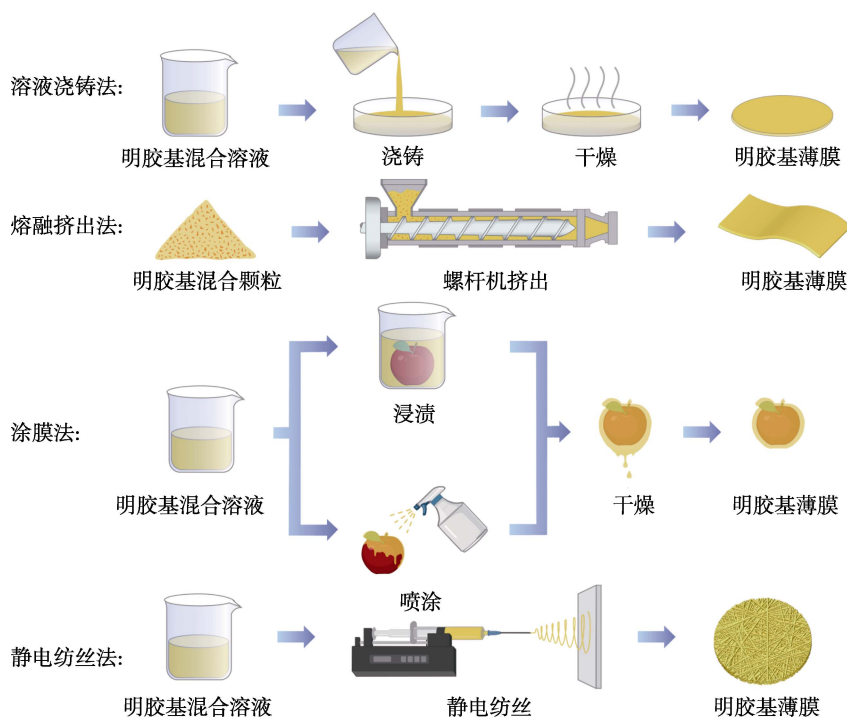 溶液浇铸法:
明胶基混合溶液
浇铸
干燥
明胶基薄膜
熔融挤出法:
明胶基混合颗粒
螺杆机挤出
明胶基薄膜
涂膜法:
明胶基混合溶液
浸渍
喷涂
干燥
明胶基薄膜
静电纺丝法:
明胶基混合溶液
静电纺丝
明胶基薄膜